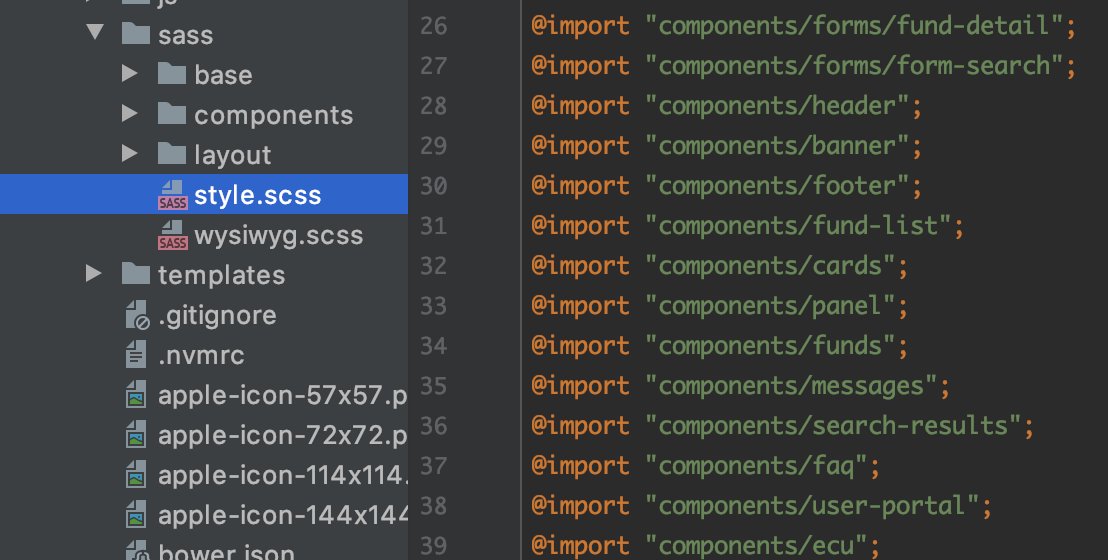 js
sass
base
components
layout
SASS style.scss
SASS wysiwyg.scss
templates
.gitignore
.nvmrc
apple-icon-57x57.p
apple-icon-72x72.p
apple-icon-114x114.
apple-icon-144x144
bower.json
26 @import "components/forms/fund-detail";
27 @import "components/forms/form-search";
28 @import "components/header";
29 @import "components/banner";
30 @import "components/footer";
31 @import "components/fund-list";
32 @import "components/cards";
33 @import "components/panel";
34 @import "components/funds";
35 @import "components/messages";
36 @import "components/search-results";
37 @import "components/faq";
38 @import "components/user-portal";
39 @import "components/ecu";